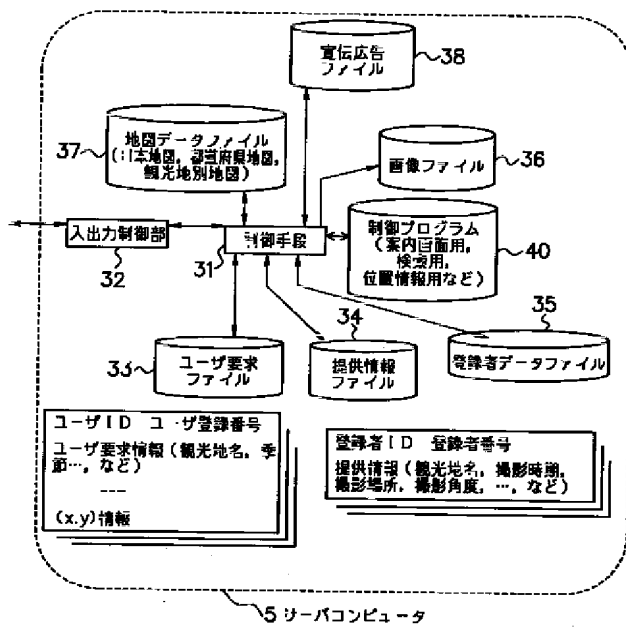 宣伝広告
ファイル
38
地図データファイル
(日本地図, 都道府県地図,
観光地別地図)
37
画像ファイル
36
入出力制御部
32
制御手段
31
制御プログラム
(案内画面用,
検索用,
位置情報用など)
40
33
ユーザ要求
ファイル
34
提供情報
ファイル
35
登録者データファイル
ユーザID ユーザ登録番号
ユーザ要求情報(観光地名, 季
節…, など)
---
(x,y)情報
登録者ID 登録者番号
提供情報(観光地名, 撮影時期,
撮影場所, 撮影角度, …, など)
5 サーバコンピュータ